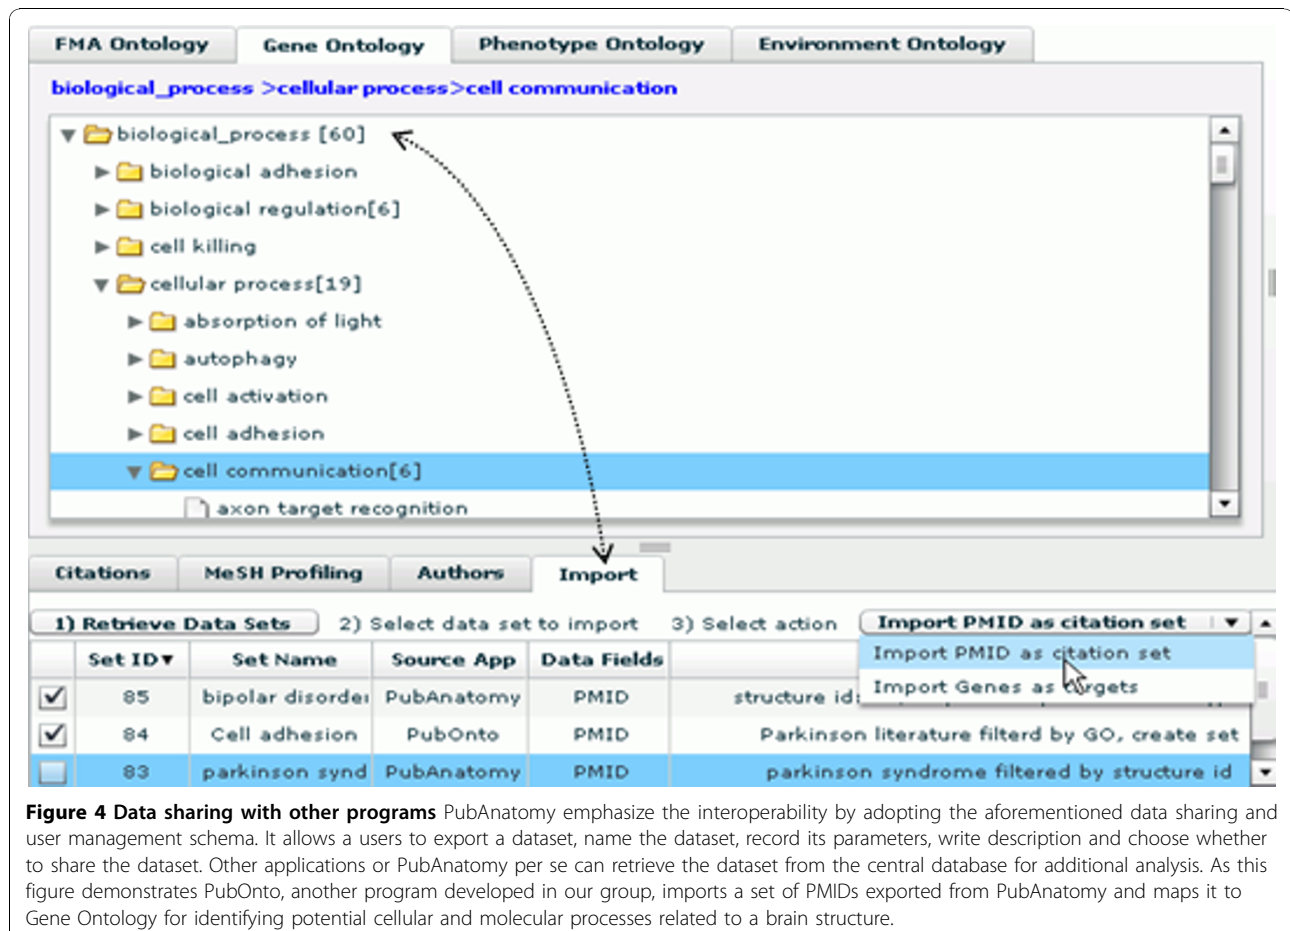 FMA Ontology Gene Ontology Phenotype Ontology Environment Ontology
biological_process >cellular process>cell communication
biological_process [60]
biological adhesion
biological regulation[6]
cell killing
cellular process[19]
absorption of light
autophagy
cell activation
cell adhesion
cell communication[6]
axon target recognition
Citations MeSH Profiling Authors Import
1) Retrieve Data Sets 2) Select data set to import 3) Select action Import PMID as citation set
Import PMID as citation set
Import Genes as targets
Set ID Set Name Source App Data Fields
85 bipolar disorder PubAnatomy PMID structure id:
84 Cell adhesion PubOnto PMID Parkinson literature filterd by GO, create set
83 parkinson synd PubAnatomy PMID parkinson syndrome filtered by structure id
Figure 4 Data sharing with other programs PubAnatomy emphasize the interoperability by adopting the aforementioned data sharing and
user management schema. It allows a users to export a dataset, name the dataset, record its parameters, write description and choose whether
to share the dataset. Other applications or PubAnatomy per se can retrieve the dataset from the central database for additional analysis. As this
figure demonstrates PubOnto, another program developed in our group, imports a set of PMIDs exported from PubAnatomy and maps it to
Gene Ontology for identifying potential cellular and molecular processes related to a brain structure.